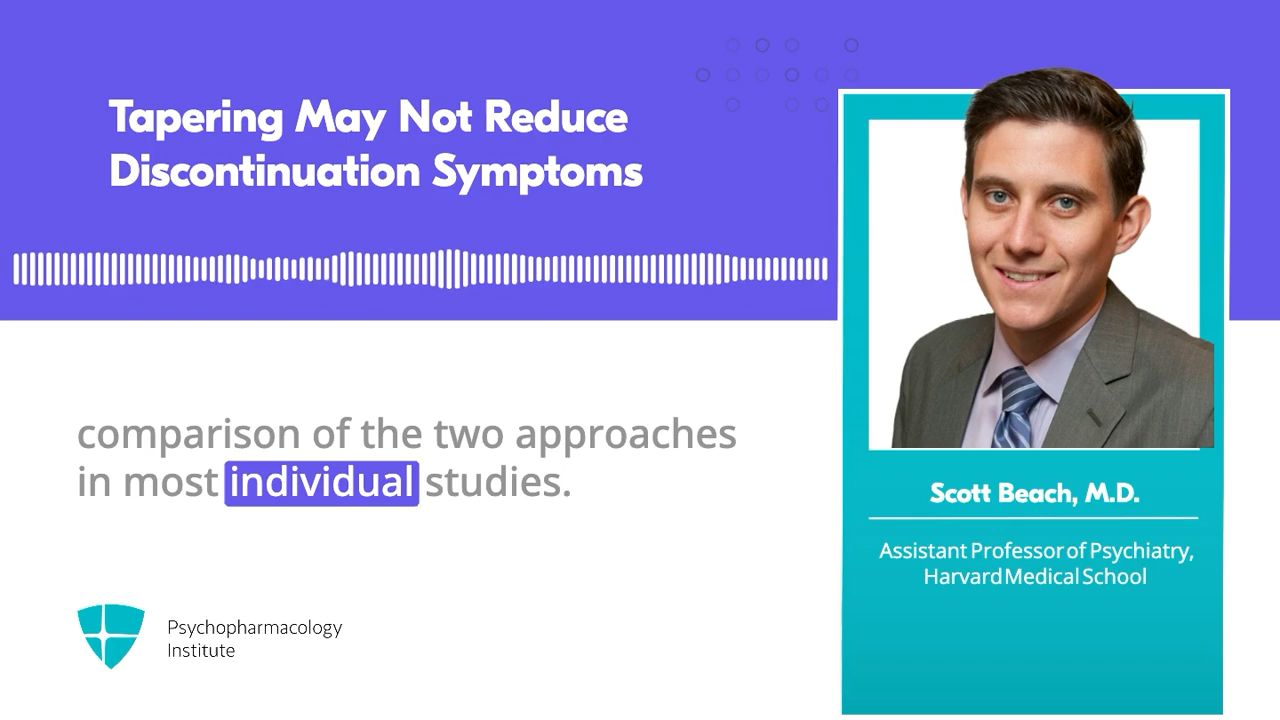 Tapering May Not Reduce
Discontinuation Symptoms
comparison of the two approaches
in most individual studies.
Psychopharmacology
Institute
Scott Beach, M.D.
Assistant Professor of Psychiatry,
Harvard Medical School